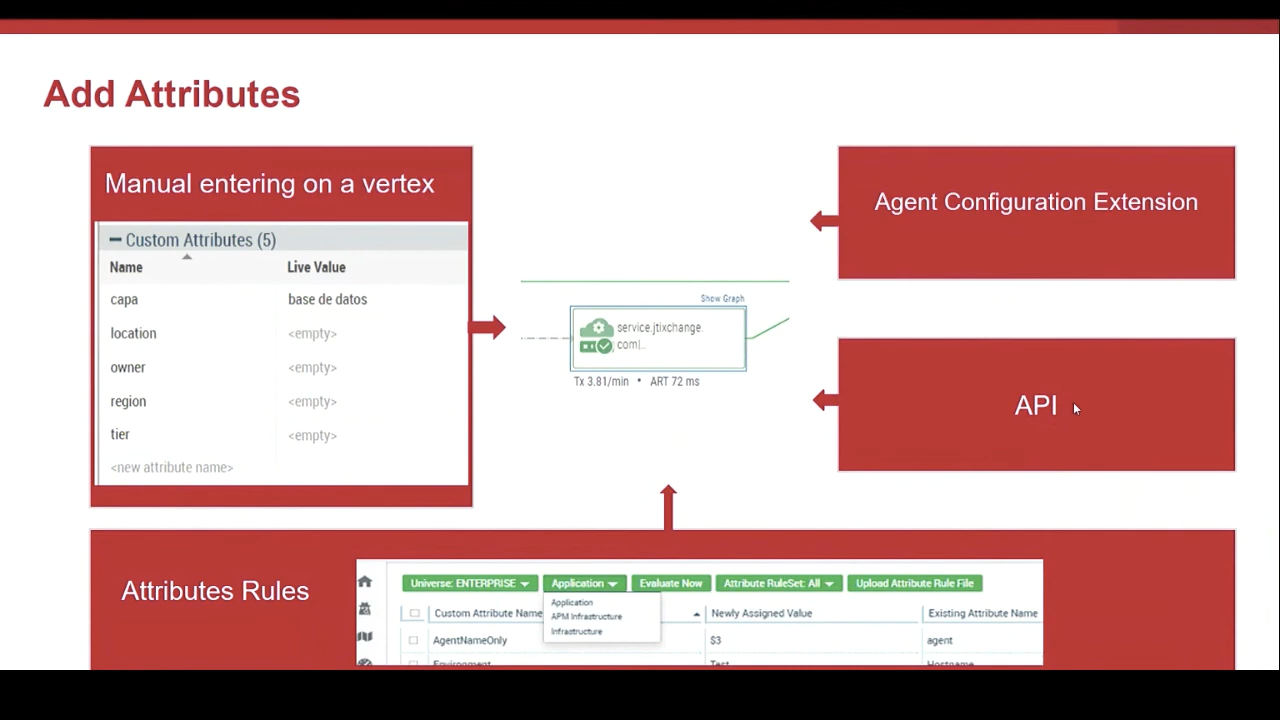 Add Attributes
Manual entering on a vertex
Custom Attributes (5)
Name Live Value
capa base de datos
location <empty>
owner <empty>
region <empty>
tier <empty>
<new attribute name>
Show Graph
service.jtixchange.
com|..
Tx 3.81/min • ART 72 ms
Agent Configuration Extension
API
Attributes Rules
Universe: ENTERPRISE Application Evaluate Now Attribute RuleSet: All Upload Attribute Rule File
Application
APM Infrastructure
Infrastructure
Custom Attribute Name Newly Assigned Value Existing Attribute Name
AgentNameOnly $3 agent
Environment Test Hostname